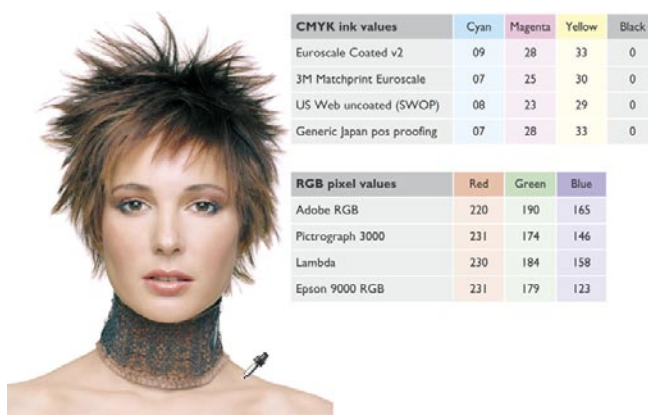 CMYK ink values Cyan Magenta Yellow Black
Euroscale Coated v2 09 28 33 0
3M Matchprint Euroscale 07 25 30 0
US Web uncoated (SWOP) 08 23 29 0
Generic Japan pos proofing 07 28 33 0
RGB pixel values Red Green Blue
Adobe RGB 220 190 165
Pictrograph 3000 231 174 146
Lambda 230 184 158
Epson 9000 RGB 231 179 123